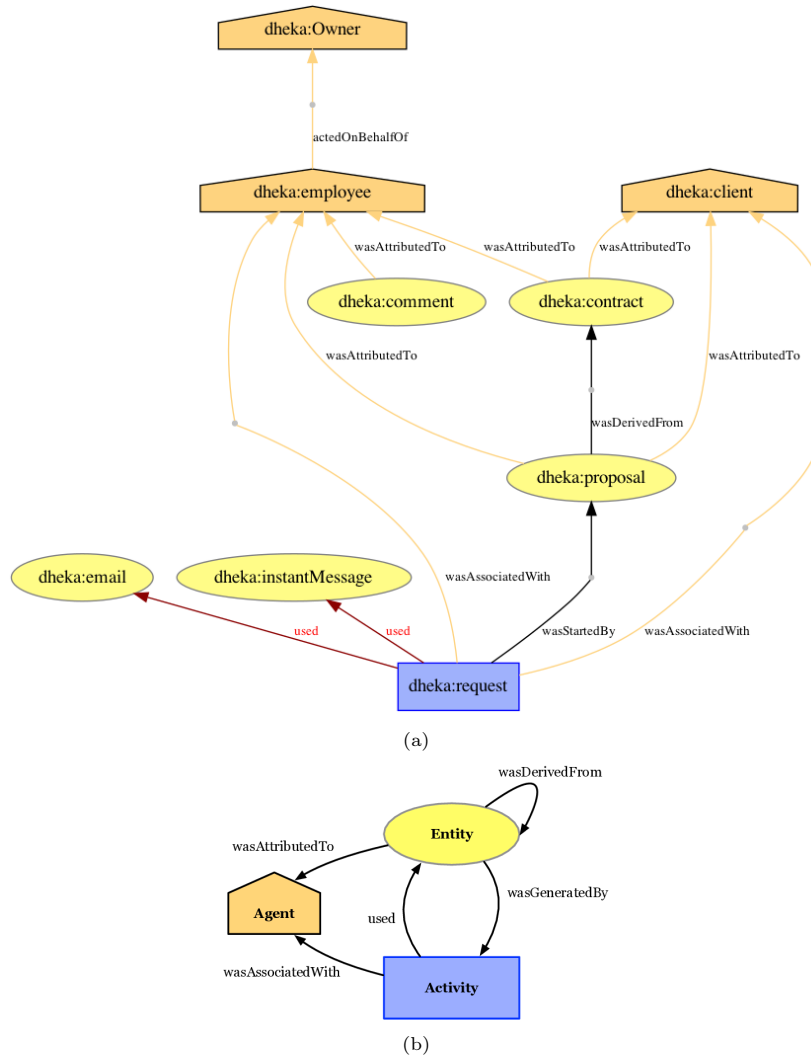 dheka:Owner
actedOnBehalfOf
dheka:employee
dheka:client
wasAttributedTo
wasAttributedTo
wasAttributedTo
dheka:comment
dheka:contract
wasAttributedTo
wasAttributedTo
wasDerivedFrom
dheka:proposal
dheka:email
dheka:instantMessage
wasAssociatedWith
used
used
wasStartedBy
wasAssociatedWith
dheka:request
(a)
wasDerivedFrom
Entity
wasAttributedTo
wasGeneratedBy
Agent
used
wasAssociatedWith
Activity
(b)